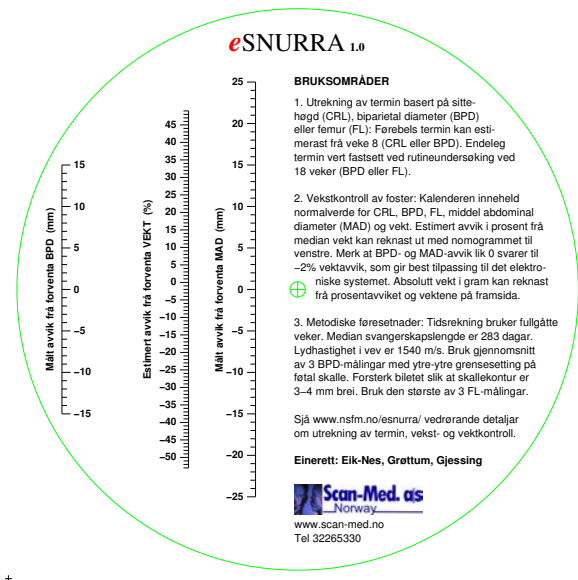 eSNURRA 1.0
BRUKSOMRÅDER
1. Utrekning av termin basert på sitte-
høgd (CRL), biparietal diameter (BPD)
eller femur (FL): Førebels termin kan esti-
merast frå veke 8 (CRL eller BPD). Endeleg
termin vert fastsett ved rutineundersøking ved
18 veker (BPD eller FL).
2. Vekstkontroll av foster: Kalenderen inneheld
normalverde for CRL, BPD, FL, middel abdominal
diameter (MAD) og vekt. Estimert avvik i prosent frå
median vekt kan reknast ut med nomogrammet til
venstre. Merk at BPD- og MAD-avvik lik 0 svarer til
−2% vektavvik, som gir best tilpassing til det elektro-
niske systemet. Absolutt vekt i gram kan reknast
frå prosentavviket og vektene på framsida.
3. Metodiske føresetnader: Tidsrekning bruker fullgåtte
veker. Median svangerskapslengde er 283 dagar.
Lydhastighet i vev er 1540 m/s. Bruk gjennomsnitt
av 3 BPD-målingar med ytre-ytre grensesetting på
føtal skalle. Forsterk biletet slik at skallekontur er
3−4 mm brei. Bruk den største av 3 FL-målingar.
Sjå www.nsfm.no/esnurra/ vedrørande detaljar
om utrekning av termin, vekst- og vektkontroll.
Einerett: Eik-Nes, Grøttum, Gjessing
Scan-Med. a/s
Norway
www.scan-med.no
Tel 32265330
Målt avvik frå forventa BPD (mm)
15
10
5
0
−5
−10
−15
Estimert avvik frå forventa VEKT (%)
45
40
35
30
25
20
15
10
5
0
−5
−10
−15
−20
−25
−30
−35
−40
−45
−50
Målt avvik frå forventa MAD (mm)
25
20
15
10
5
0
−5
−10
−15
−20
−25